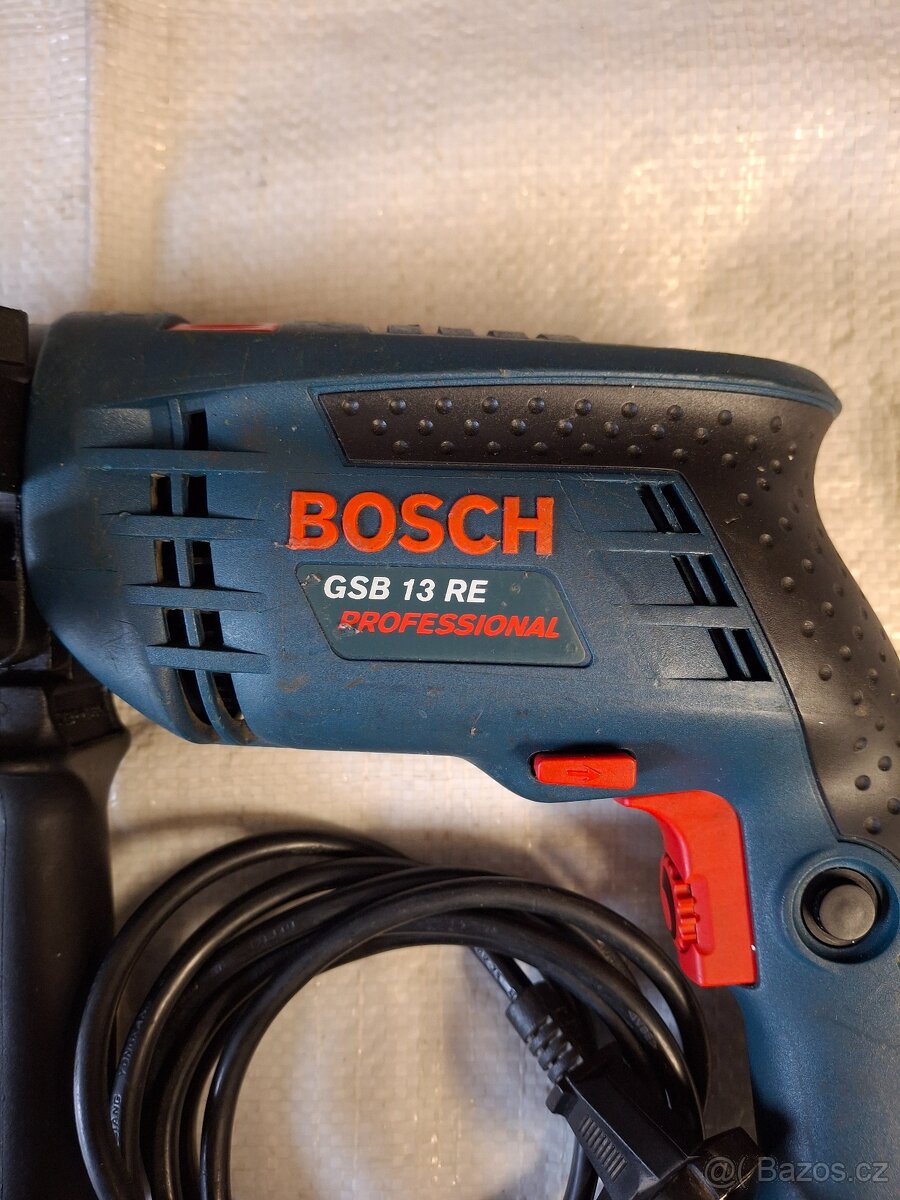 BOSCH
GSB 13 RE
PROFESSIONAL
@( Bazos.cz